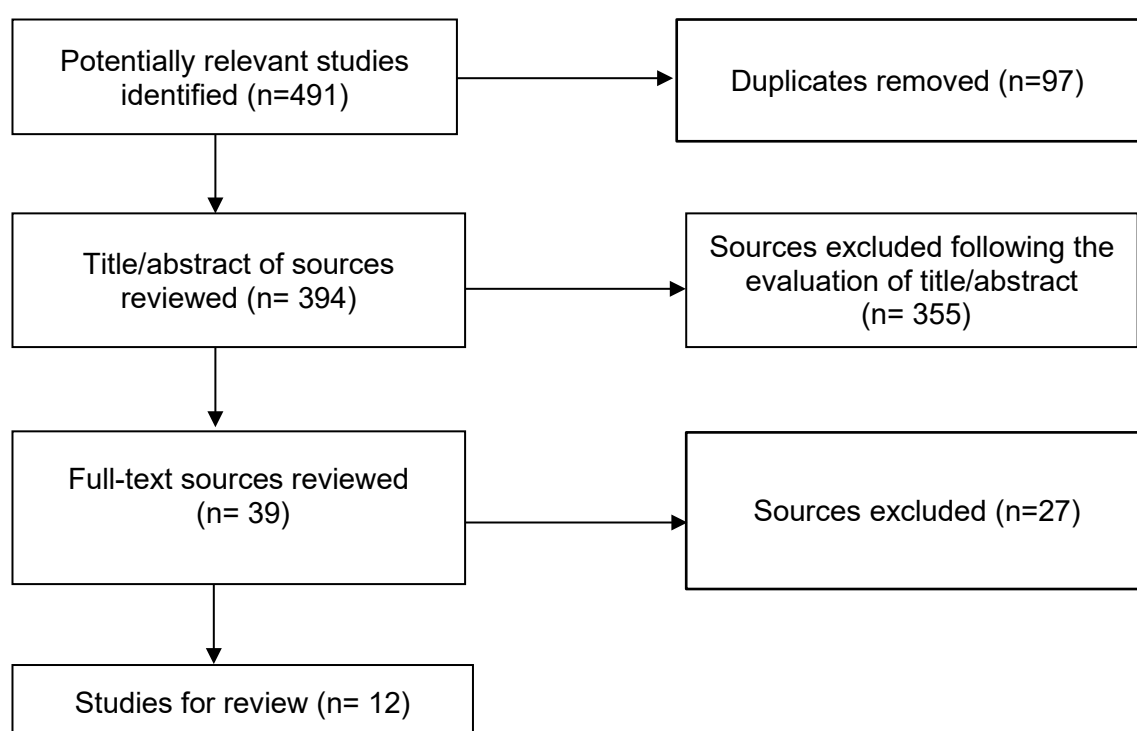 Potentially relevant studies
identified (n=491)
Duplicates removed (n=97)
Title/abstract of sources
reviewed (n= 394)
Sources excluded following the
evaluation of title/abstract
(n= 355)
Full-text sources reviewed
(n= 39)
Sources excluded (n=27)
Studies for review (n= 12)